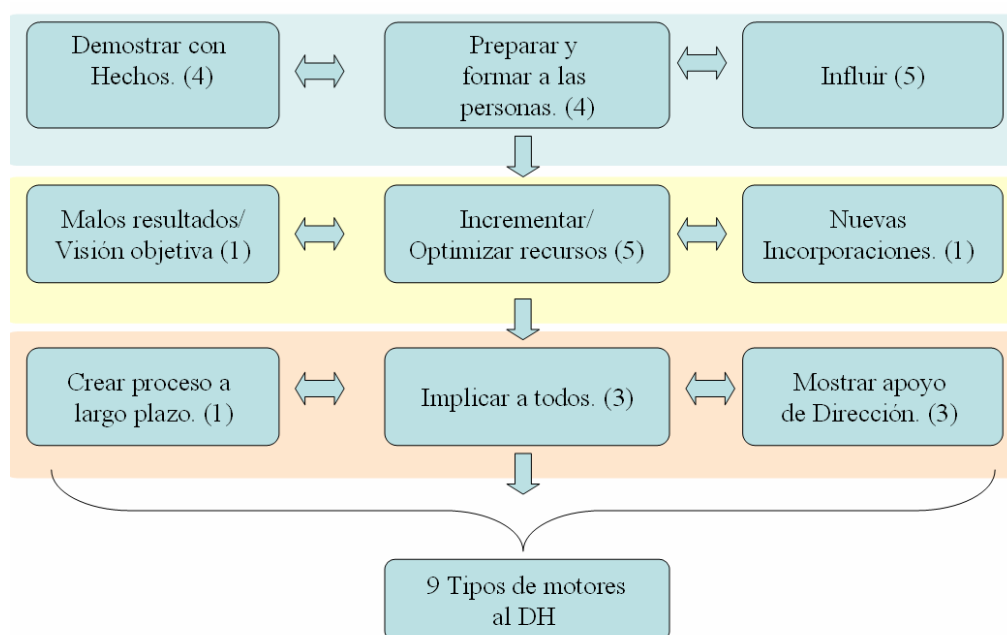 Demostrar con
Hechos. (4)
Preparar y
formar a las
personas. (4)
Influir (5)
Malos resultados/
Visión objetiva (1)
Incrementar/
Optimizar recursos (5)
Nuevas
Incorporaciones. (1)
Crear proceso a
largo plazo. (1)
Implicar a todos. (3)
Mostrar apoyo
de Dirección. (3)
9 Tipos de motores
al DH